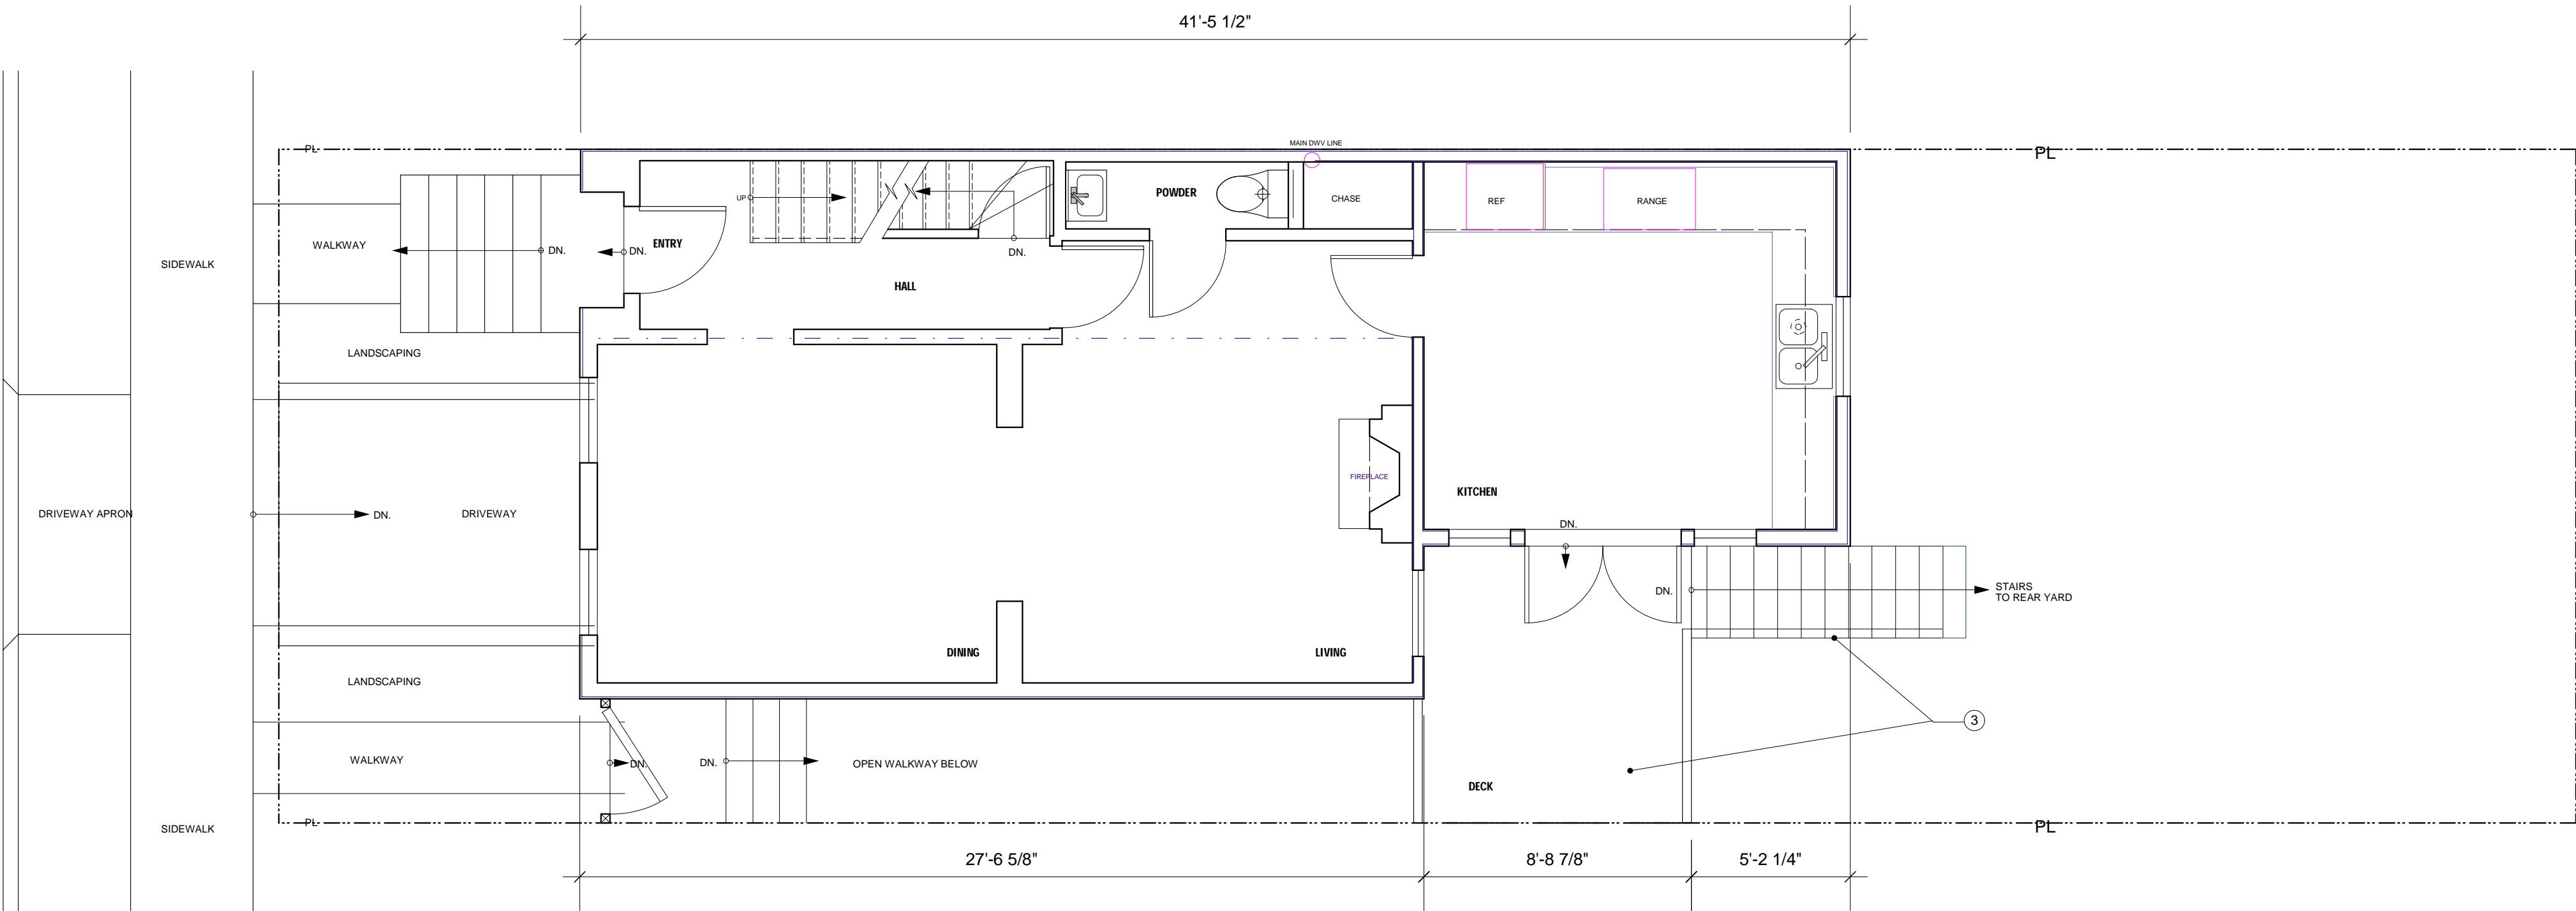 41'-5 1/2"
MAIN DWV LINE
PL
PL
POWDER
UP
CHASE
REF
RANGE
WALKWAY
ENTRY
DN.
DN.
DN.
SIDEWALK
HALL
LANDSCAPING
FIREPLACE
KITCHEN
DRIVEWAY APRON
DN.
DRIVEWAY
DN.
DN.
STAIRS
TO REAR YARD
DINING
LIVING
LANDSCAPING
3
WALKWAY
DN.
DN.
OPEN WALKWAY BELOW
DECK
SIDEWALK
PL
PL
27'-6 5/8"
8'-8 7/8"
5'-2 1/4"